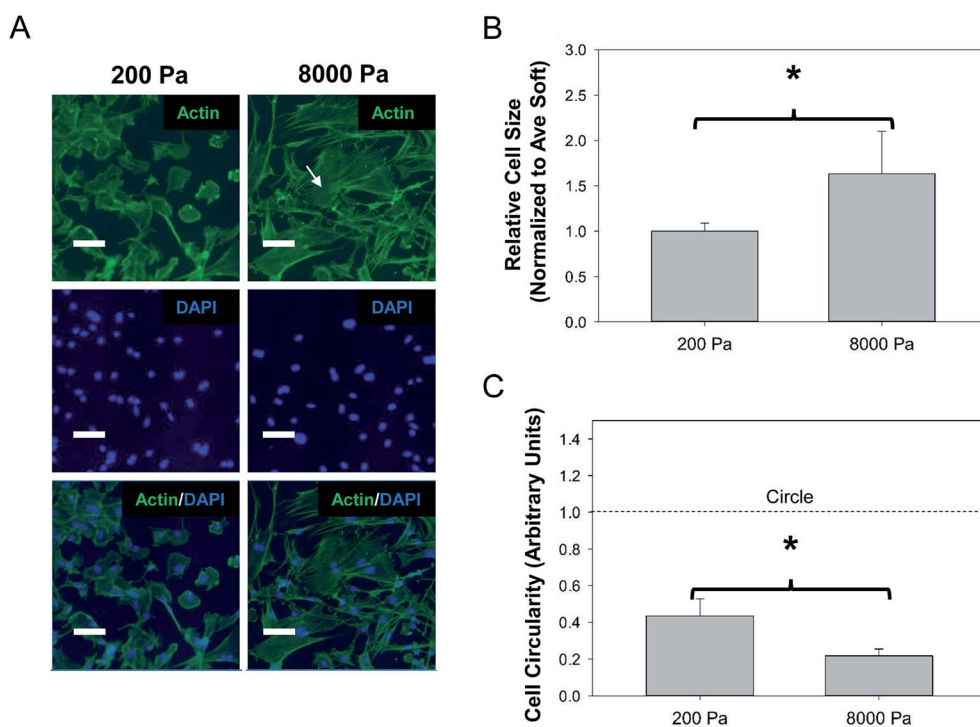 A
200 Pa
8000 Pa
Actin
Actin
DAPI
DAPI
Actin/DAPI
Actin/DAPI
B
Relative Cell Size
(Normalized to Ave Soft)
3.0
2.5
2.0
1.5
1.0
0.5
0.0
*
200 Pa
8000 Pa
C
Cell Circularity (Arbitrary Units)
1.4
1.2
1.0
0.8
0.6
0.4
0.2
0.0
Circle
*
200 Pa
8000 Pa